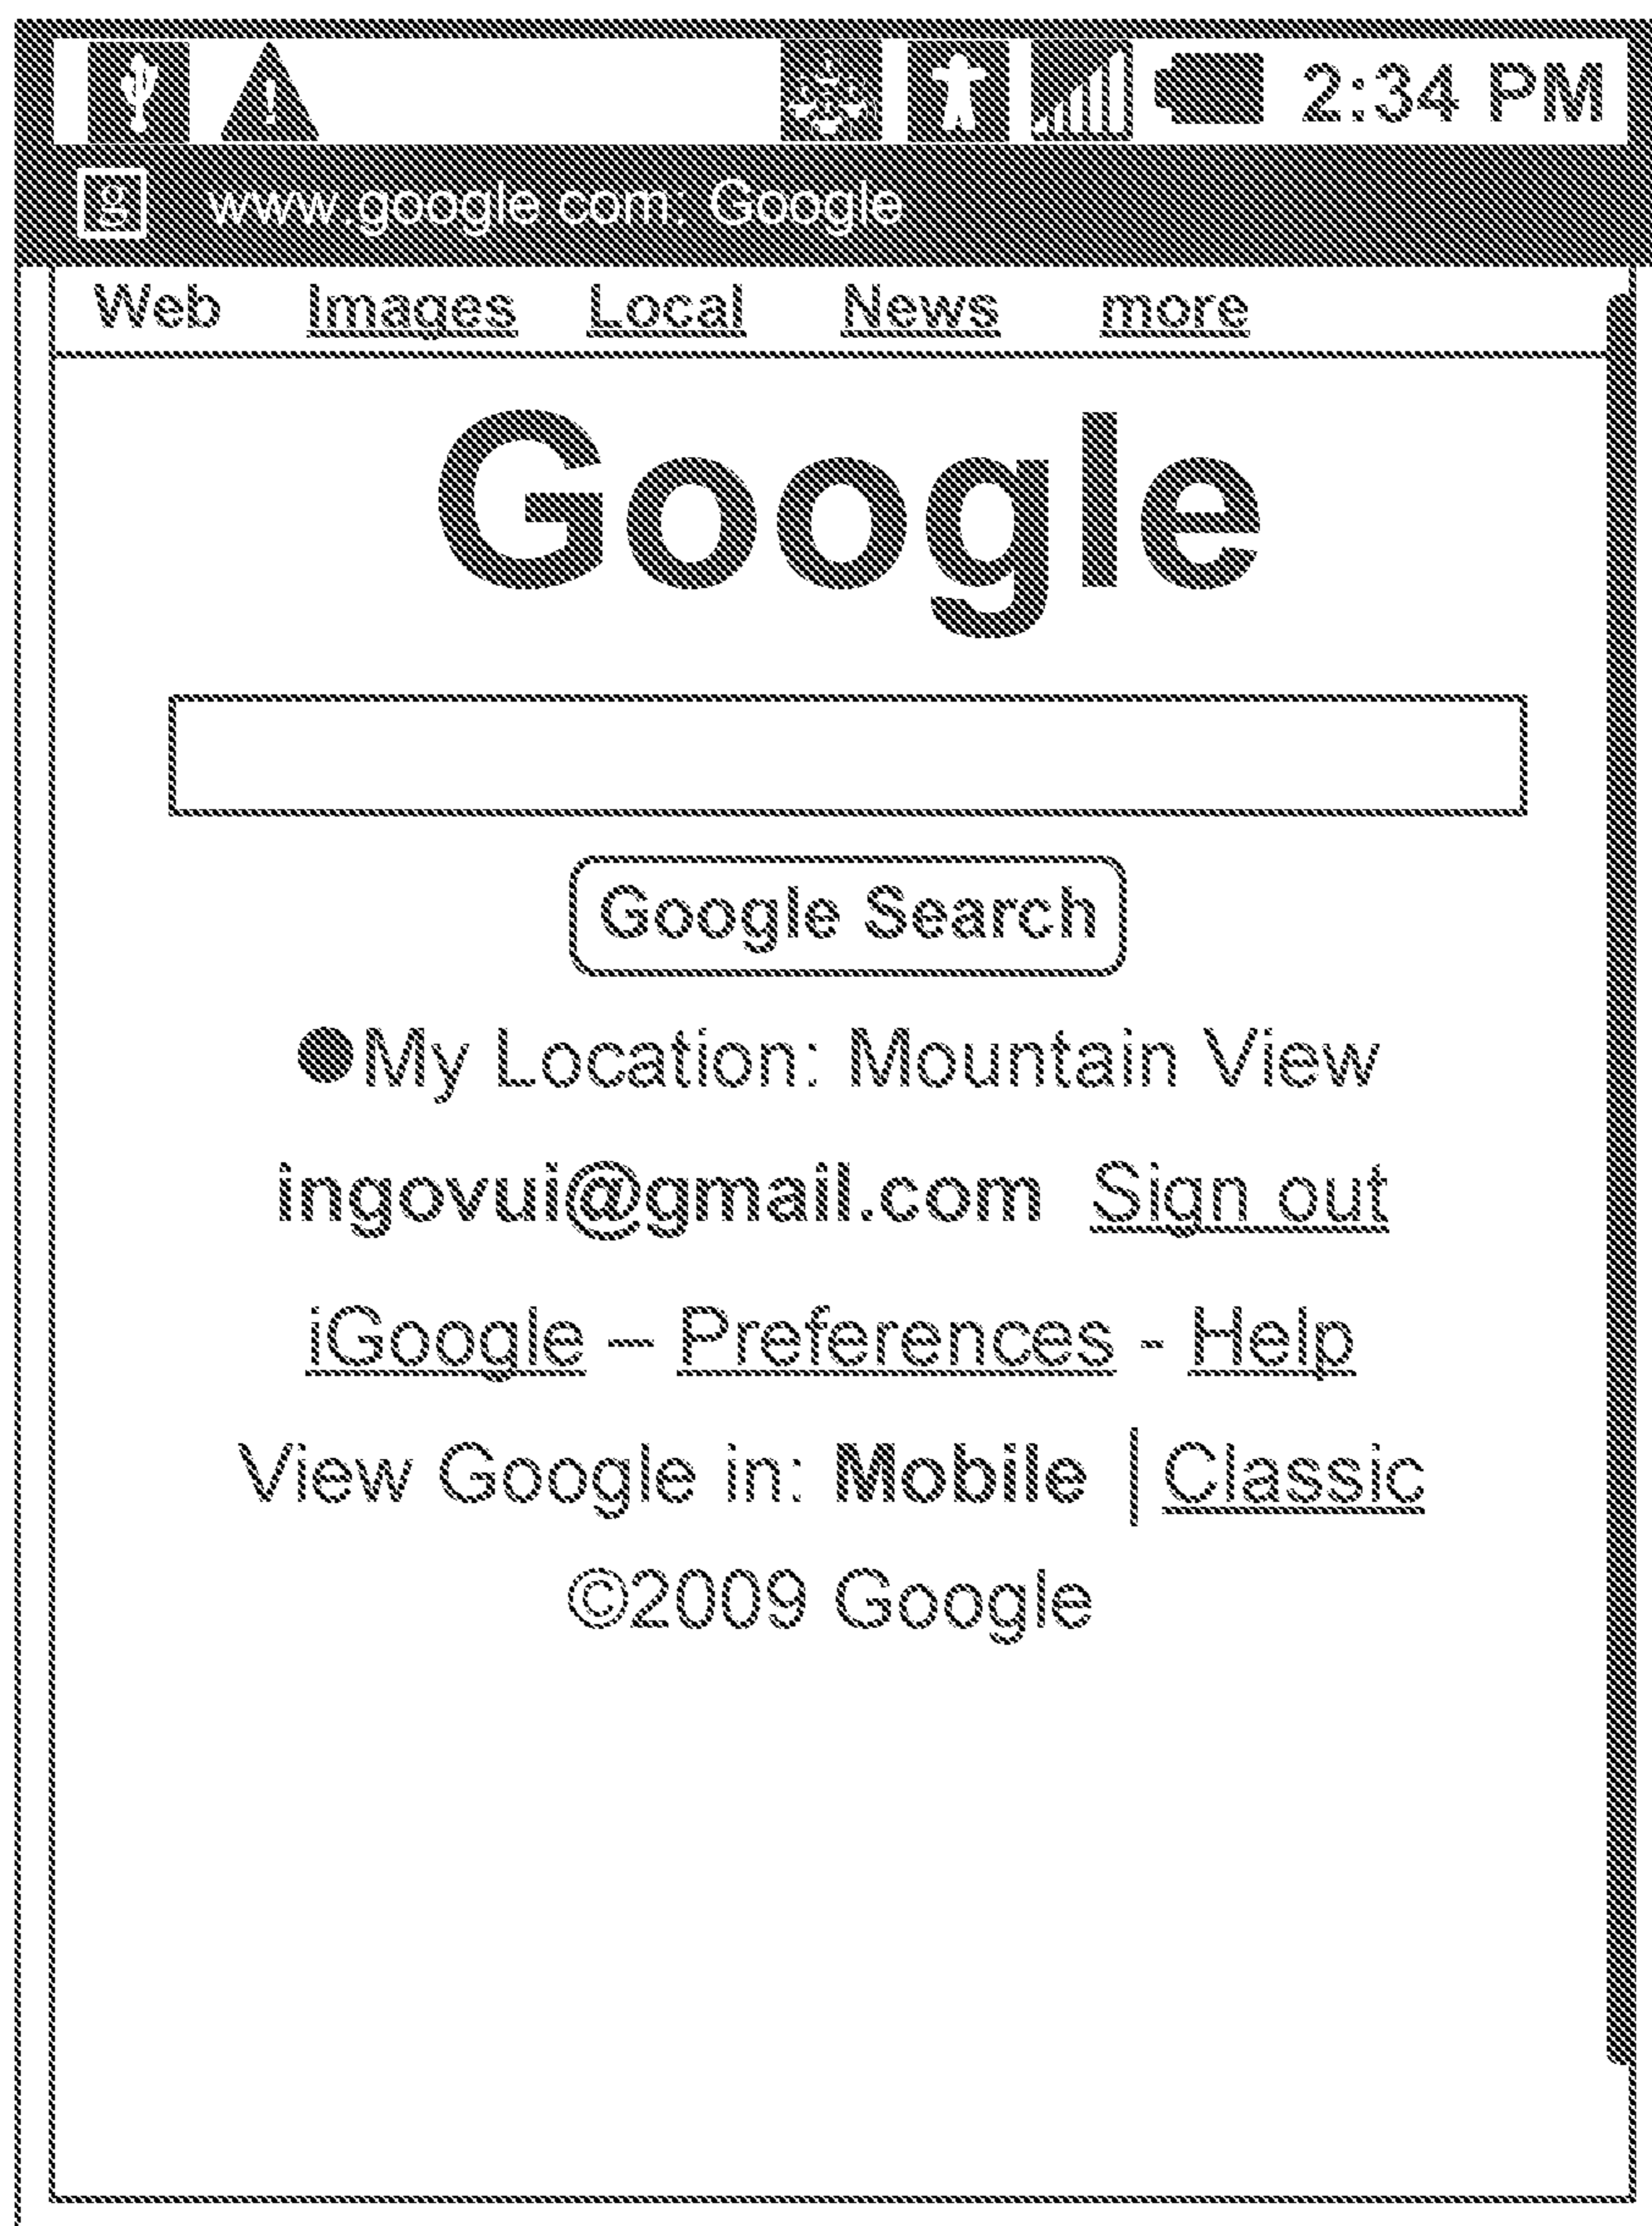 ! 2:34 PM
g www.google.com: Google
Web Images Local News more
Google
Google Search
My Location: Mountain View
ingovui@gmail.com Sign out
iGoogle – Preferences - Help
View Google in: Mobile | Classic
©2009 Google